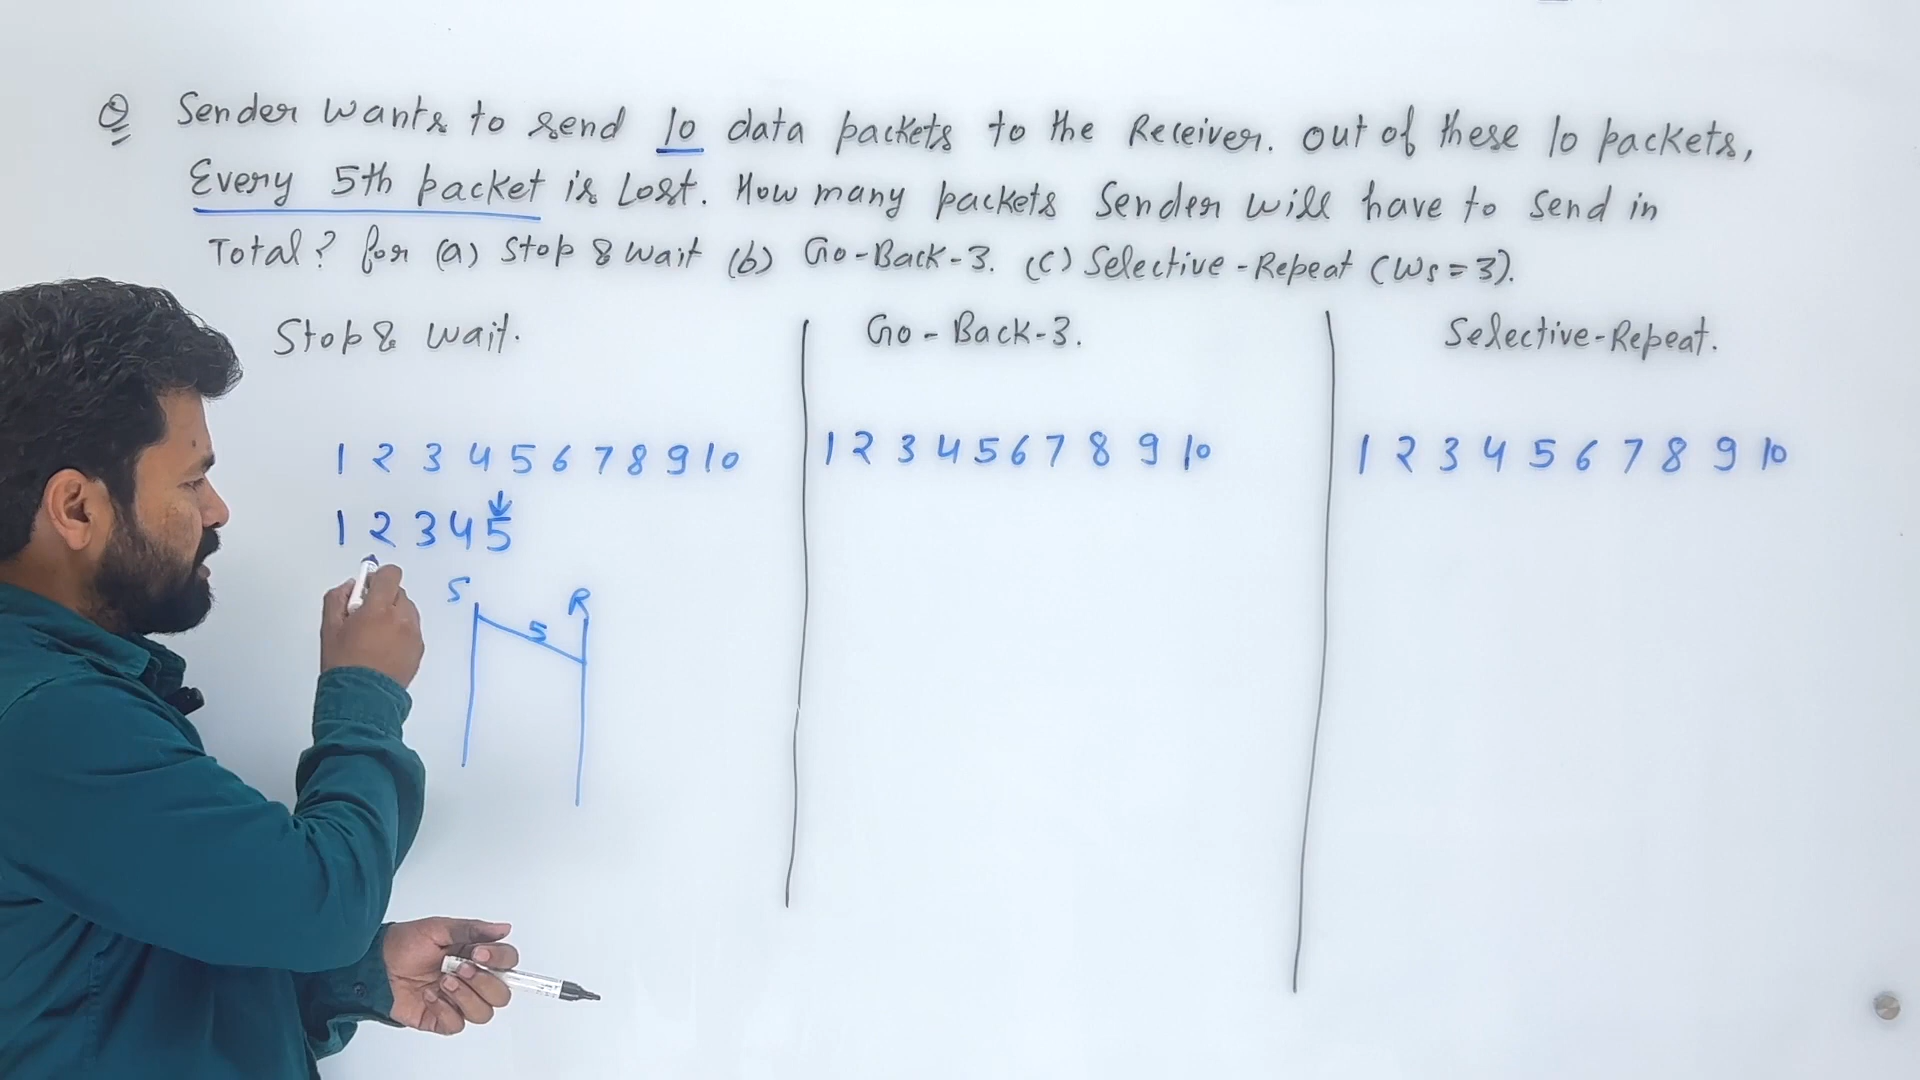 Q Sender wants to send 10 data packets to the Receiver. out of these 10 packets,
Every 5th packet is Lost. How many packets Sender will have to Send in
Total? for (a) Stop & Wait (b) Go-Back-3. (c) Selective-Repeat (Ws=3).
Stop & Wait.
1 2 3 4 5 6 7 8 9 10
1 2 3 4 5
S R
5
Go-Back-3.
1 2 3 4 5 6 7 8 9 10
Selective-Repeat.
1 2 3 4 5 6 7 8 9 10